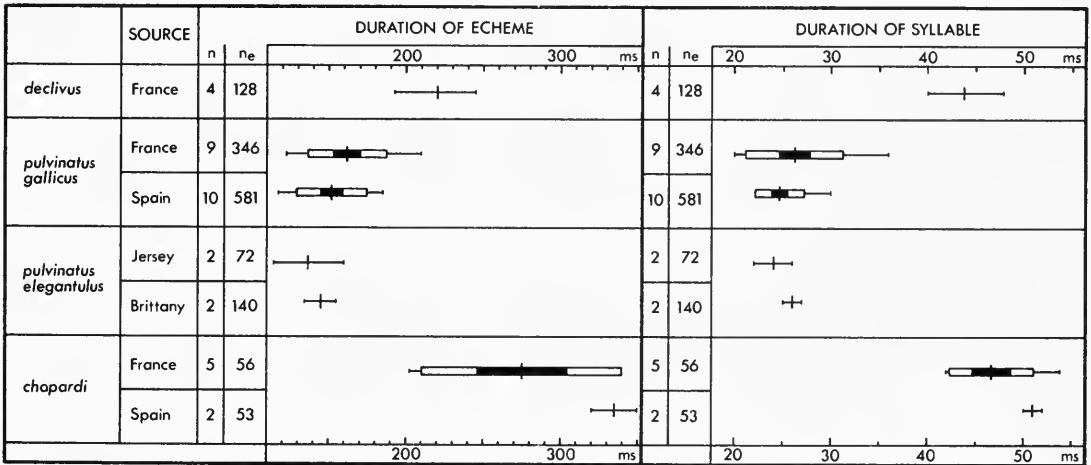 SOURCE DURATION OF ECHEME DURATION OF SYLLABLE
n ne 200 300 ms n ne 20 30 40 50 ms
declivus France 4 128 4 128
pulvinatus gallicus France 9 346 9 346
Spain 10 581 10 581
pulvinatus elegantulus Jersey 2 72 2 72
Brittany 2 140 2 140
chopardi France 5 56 5 56
Spain 2 53 2 53
200 300 ms 20 30 40 50 ms